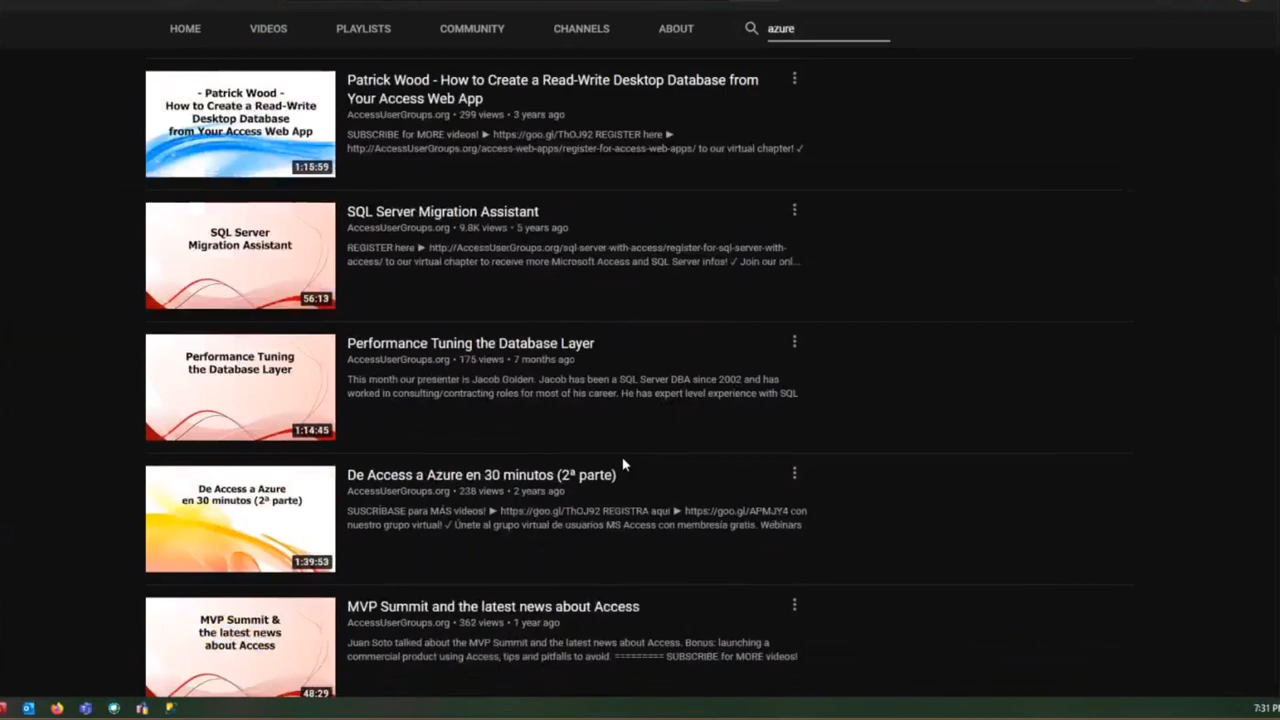 HOME VIDEOS PLAYLISTS COMMUNITY CHANNELS ABOUT azure
- Patrick Wood -
How to Create a Read-Write
Desktop Database
from Your Access Web App
1:15:59
Patrick Wood - How to Create a Read-Write Desktop Database from
Your Access Web App
AccessUserGroups.org • 299 views • 3 years ago
SUBSCRIBE for MORE videos! ► https://goo.gl/ThOJ92 REGISTER here ►
http://AccessUserGroups.org/access-web-apps/register-for-access-web-apps/ to our virtual chapter! ✓
SQL Server
Migration Assistant
56:13
SQL Server Migration Assistant
AccessUserGroups.org • 9.8K views • 5 years ago
REGISTER here ► http://AccessUserGroups.org/sql-server-with-access/register-for-sql-server-with-
access/ to our virtual chapter to receive more Microsoft Access and SQL Server infos! ✓ Join our onl...
Performance Tuning
the Database Layer
1:14:45
Performance Tuning the Database Layer
AccessUserGroups.org • 175 views • 7 months ago
This month our presenter is Jacob Golden. Jacob has been a SQL Server DBA since 2002 and has
worked in consulting/contracting roles for most of his career. He has expert level experience with SQL
De Access a Azure
en 30 minutos (2ª parte)
1:39:53
De Access a Azure en 30 minutos (2ª parte)
AccessUserGroups.org • 238 views • 2 years ago
SUSCRÍBASE para MÁS videos! ► https://goo.gl/ThOJ92 REGISTRA aquí ► https://goo.gl/APMJY4 con
nuestro grupo virtual! ✓ Únete al grupo virtual de usuarios MS Access con membresía gratis. Webinars
MVP Summit &
the latest news
about Access
48:29
MVP Summit and the latest news about Access
AccessUserGroups.org • 362 views • 1 year ago
Juan Soto talked about the MVP Summit and the latest news about Access. Bonus: launching a
commercial product using Access, tips and pitfalls to avoid. ========= SUBSCRIBE for MORE videos!
7:31 P